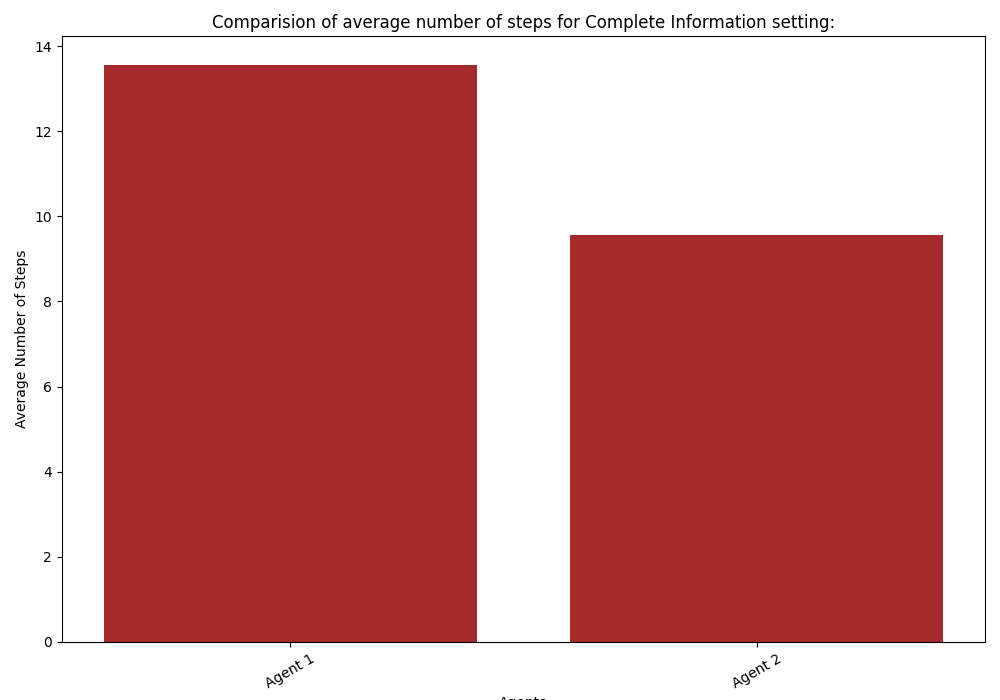 Comparision of average number of steps for Complete Information setting:
14
12
10
8
6
4
2
0
Average Number of Steps
Agent 1
Agent 2
Agents